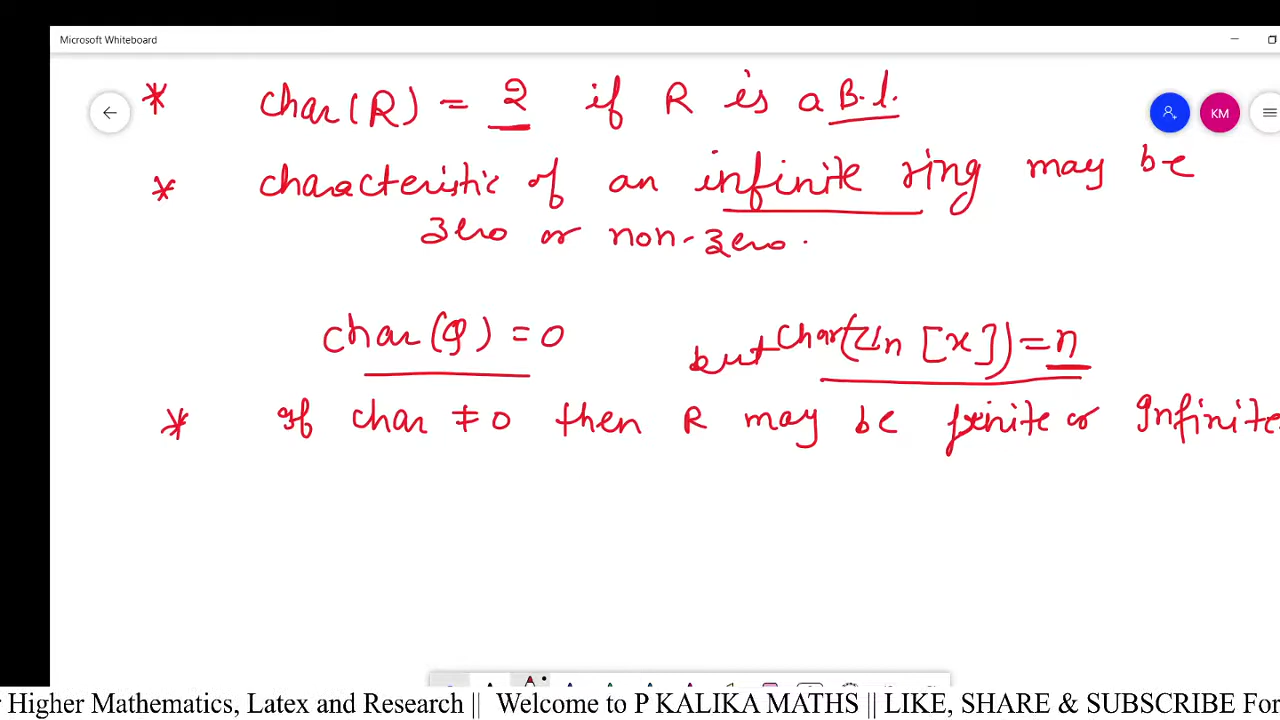 Microsoft Whiteboard
* char(R) = 2 if R is a B.l.
KM
* characteristic of an infinite ring may be
zero or non-zero.
char(Q) = 0 but char(ℤn [x]) = n
* If char ≠ 0 then R may be finite or Infinite
r Higher Mathematics, Latex and Research || Welcome to P KALIKA MATHS || LIKE, SHARE & SUBSCRIBE For